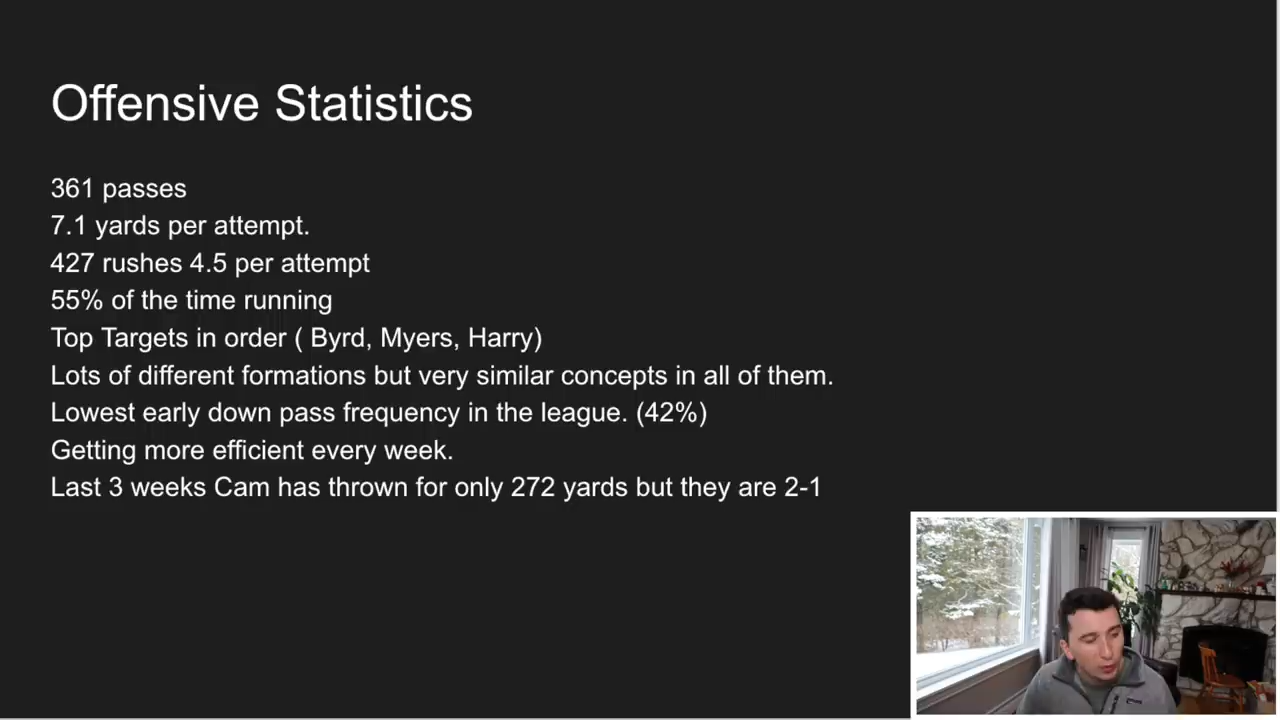 Offensive Statistics
361 passes
7.1 yards per attempt.
427 rushes 4.5 per attempt
55% of the time running
Top Targets in order ( Byrd, Myers, Harry)
Lots of different formations but very similar concepts in all of them.
Lowest early down pass frequency in the league. (42%)
Getting more efficient every week.
Last 3 weeks Cam has thrown for only 272 yards but they are 2-1